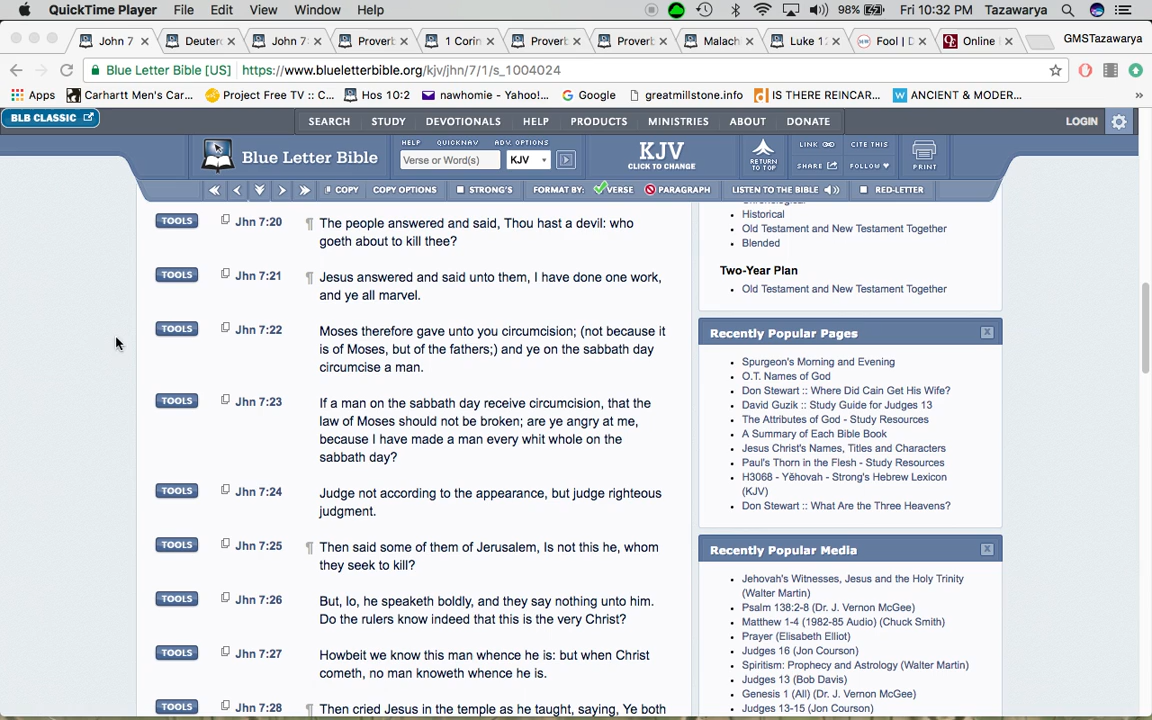 QuickTime Player File Edit View Window Help 98% Fri 10:32 PM Tazawarya
John 7 Deutero John 7: Proverb 1 Corin Proverb Proverb Malach Luke 12 Fool | D Online GMSTazawarya
Blue Letter Bible [US] https://www.blueletterbible.org/kjv/jhn/7/1/s_1004024
Apps Carhartt Men's Car... Project Free TV :: C... Hos 10:2 nawhomie - Yahoo!... Google greatmillstone.info IS THERE REINCAR... ANCIENT & MODER... »
BLB CLASSIC SEARCH STUDY DEVOTIONALS HELP PRODUCTS MINISTRIES ABOUT DONATE LOGIN
Blue Letter Bible
HELP QUICKNAV ADV. OPTIONS
Verse or Word(s) KJV
KJV
CLICK TO CHANGE
RETURN
TO TOP
LINK CITE THIS
SHARE FOLLOW
PRINT
COPY COPY OPTIONS STRONG'S FORMAT BY: VERSE PARAGRAPH LISTEN TO THE BIBLE RED-LETTER
TOOLS Jhn 7:20 ¶ The people answered and said, Thou hast a devil: who
goeth about to kill thee?
TOOLS Jhn 7:21 ¶ Jesus answered and said unto them, I have done one work,
and ye all marvel.
TOOLS Jhn 7:22 Moses therefore gave unto you circumcision; (not because it
is of Moses, but of the fathers;) and ye on the sabbath day
circumcise a man.
TOOLS Jhn 7:23 If a man on the sabbath day receive circumcision, that the
law of Moses should not be broken; are ye angry at me,
because I have made a man every whit whole on the
sabbath day?
TOOLS Jhn 7:24 Judge not according to the appearance, but judge righteous
judgment.
TOOLS Jhn 7:25 ¶ Then said some of them of Jerusalem, Is not this he, whom
they seek to kill?
TOOLS Jhn 7:26 But, lo, he speaketh boldly, and they say nothing unto him.
Do the rulers know indeed that this is the very Christ?
TOOLS Jhn 7:27 Howbeit we know this man whence he is: but when Christ
cometh, no man knoweth whence he is.
TOOLS Jhn 7:28 ¶ Then cried Jesus in the temple as he taught, saying, Ye both
Chronological
Historical
Old Testament and New Testament Together
Blended
Two-Year Plan
Old Testament and New Testament Together
Recently Popular Pages
Spurgeon's Morning and Evening
O.T. Names of God
Don Stewart :: Where Did Cain Get His Wife?
David Guzik :: Study Guide for Judges 13
The Attributes of God - Study Resources
A Summary of Each Bible Book
Jesus Christ's Names, Titles and Characters
Paul's Thorn in the Flesh - Study Resources
H3068 - Yĕhovah - Strong's Hebrew Lexicon
(KJV)
Don Stewart :: What Are the Three Heavens?
Recently Popular Media
Jehovah's Witnesses, Jesus and the Holy Trinity
(Walter Martin)
Psalm 138:2-8 (Dr. J. Vernon McGee)
Matthew 1-4 (1982-85 Audio) (Chuck Smith)
Prayer (Elisabeth Elliot)
Judges 16 (Jon Courson)
Spiritism: Prophecy and Astrology (Walter Martin)
Judges 13 (Bob Davis)
Genesis 1 (All) (Dr. J. Vernon McGee)
Judges 13-15 (Jon Courson)